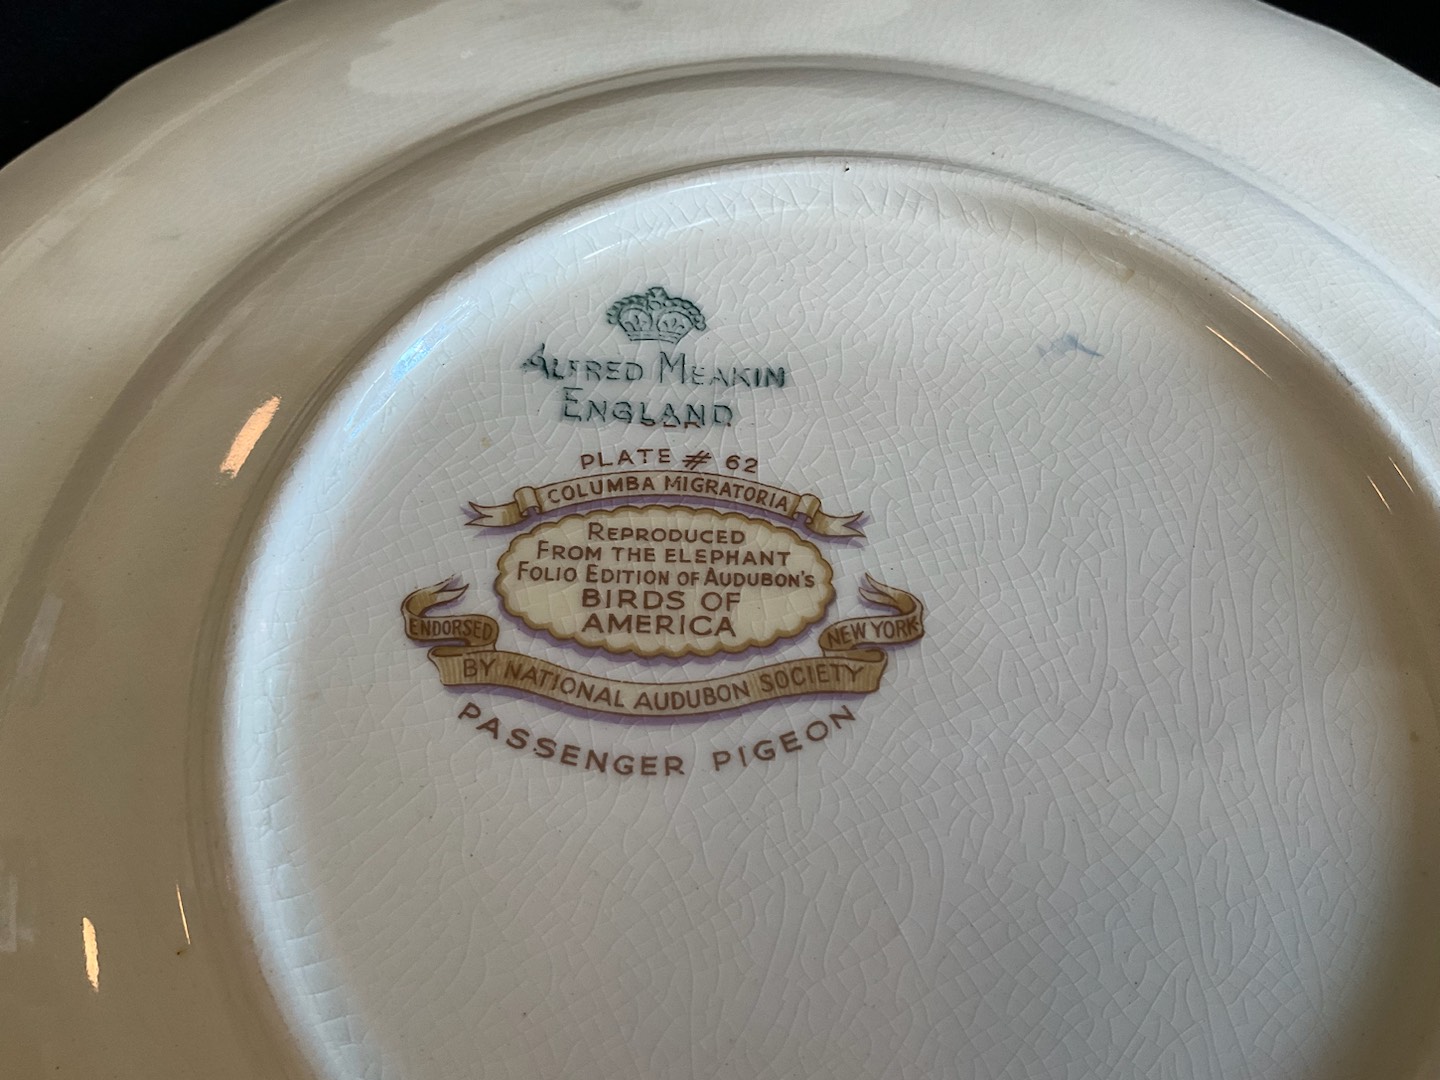 ALFRED MEAKIN
ENGLAND
PLATE # 62
COLUMBA MIGRATORIA
REPRODUCED
FROM THE ELEPHANT
FOLIO EDITION OF AUDUBON'S
BIRDS OF
AMERICA
ENDORSED
BY NATIONAL AUDUBON SOCIETY
NEW YORK
PASSENGER PIGEON